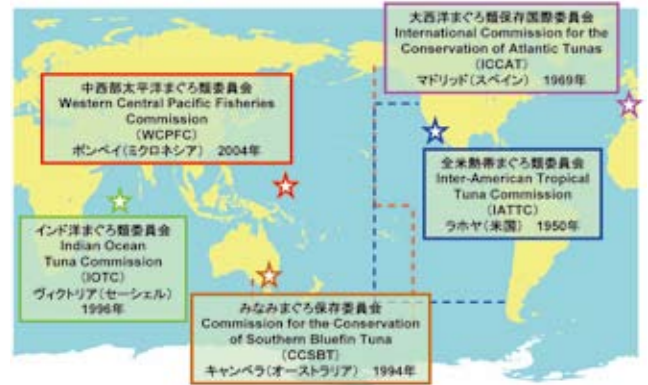 大西洋まぐろ類保存国際委員会
International Commission for the
Conservation of Atlantic Tunas
(ICCAT)
マドリッド(スペイン) 1969年
中西部太平洋まぐろ類委員会
Western Central Pacific Fisheries
Commission
(WCPFC)
ポンペイ(ミクロネシア) 2004年
全米熱帯まぐろ類委員会
Inter-American Tropical
Tuna Commission
(IATTC)
ラホヤ(米国) 1950年
インド洋まぐろ類委員会
Indian Ocean
Tuna Commission
(IOTC)
ヴィクトリア(セーシェル)
1996年
みなみまぐろ保存委員会
Commission for the Conservation
of Southern Bluefin Tuna
(CCSBT)
キャンベラ(オーストラリア) 1994年